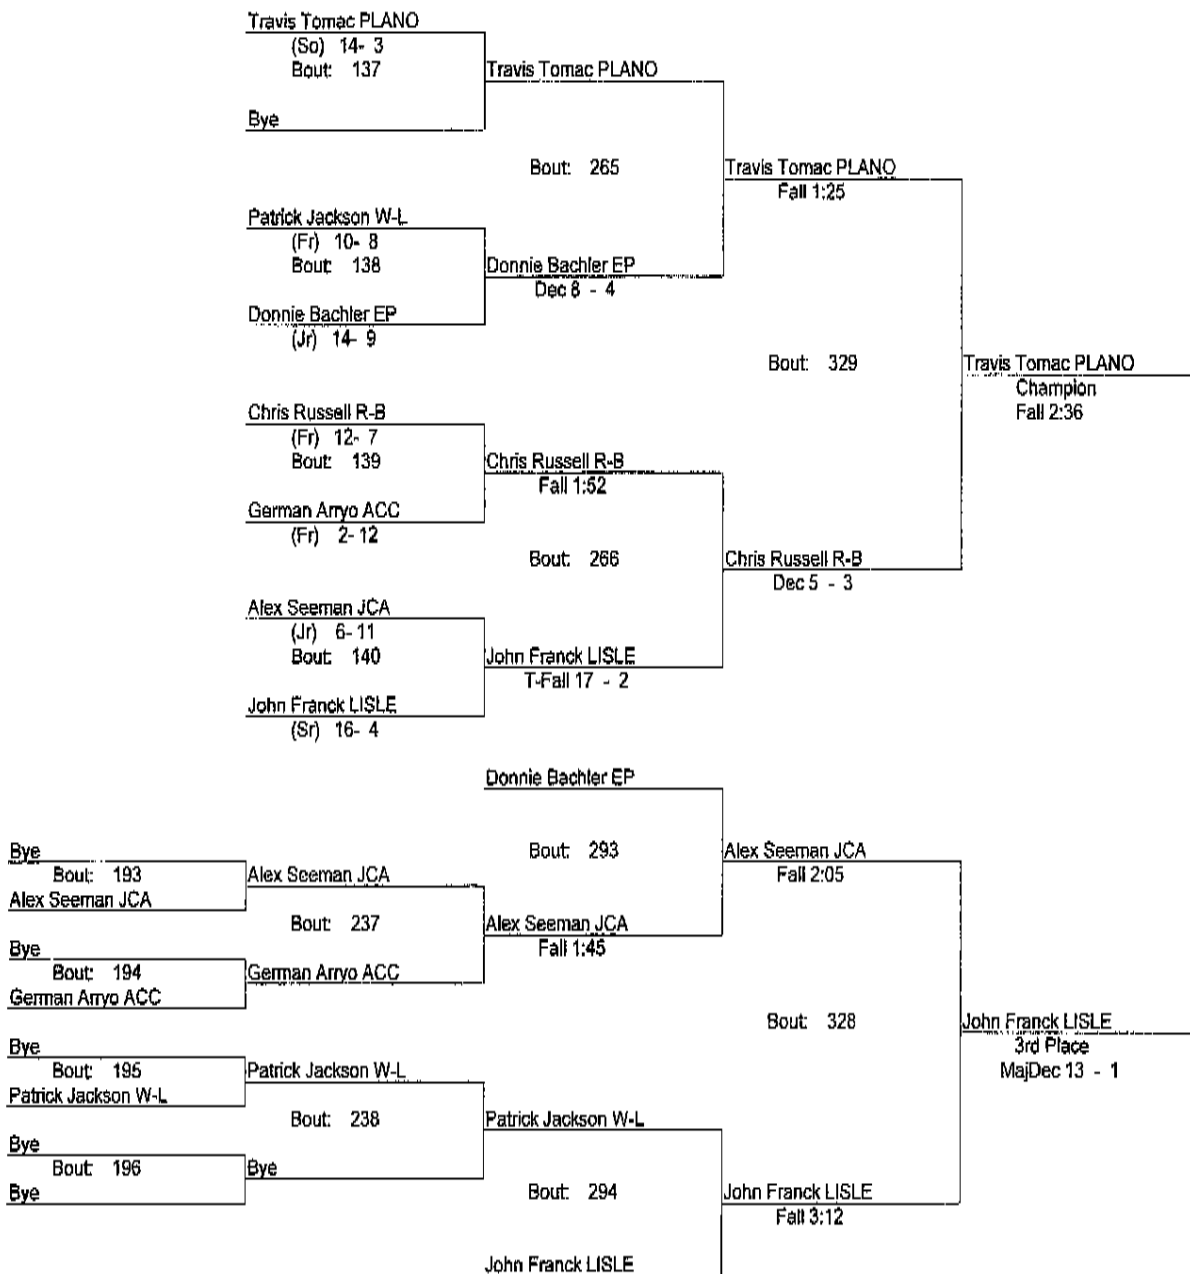 Travis Tomac PLANO
(So) 14- 3
Bout: 137
Travis Tomac PLANO
Bye
Bout: 265
Travis Tomac PLANO
Fall 1:25
Patrick Jackson W-L
(Fr) 10- 8
Bout: 138
Donnie Bachler EP
Dec 8 - 4
Donnie Bachler EP
(Jr) 14- 9
Bout: 329
Travis Tomac PLANO
Champion
Fall 2:36
Chris Russell R-B
(Fr) 12- 7
Bout: 139
Chris Russell R-B
Fall 1:52
German Arryo ACC
(Fr) 2- 12
Bout: 266
Chris Russell R-B
Dec 5 - 3
Alex Seeman JCA
(Jr) 6- 11
Bout: 140
John Franck LISLE
T-Fall 17 - 2
John Franck LISLE
(Sr) 16- 4
Donnie Bachler EP
Bout: 293
Alex Seeman JCA
Fall 2:05
Bye
Bout: 193
Alex Seeman JCA
Alex Seeman JCA
Bout: 237
Alex Seeman JCA
Fall 1:45
Bye
Bout: 194
German Arryo ACC
German Arryo ACC
Bout: 328
John Franck LISLE
3rd Place
MajDec 13 - 1
Bye
Bout: 195
Patrick Jackson W-L
Patrick Jackson W-L
Bout: 238
Patrick Jackson W-L
Bye
Bout: 196
Bye
Bye
Bout: 294
John Franck LISLE
Fall 3:12
John Franck LISLE